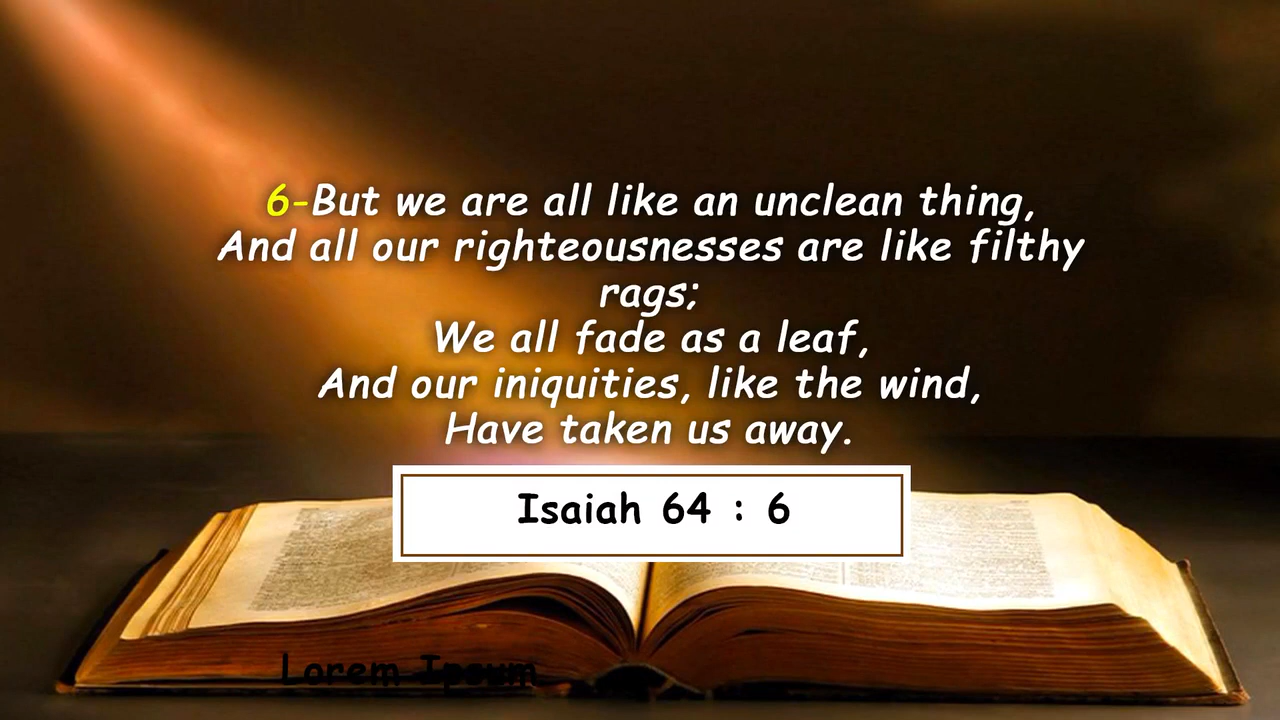 6-But we are all like an unclean thing,
And all our righteousnesses are like filthy
rags;
We all fade as a leaf,
And our iniquities, like the wind,
Have taken us away.
Isaiah 64 : 6
Lorem Ipsum